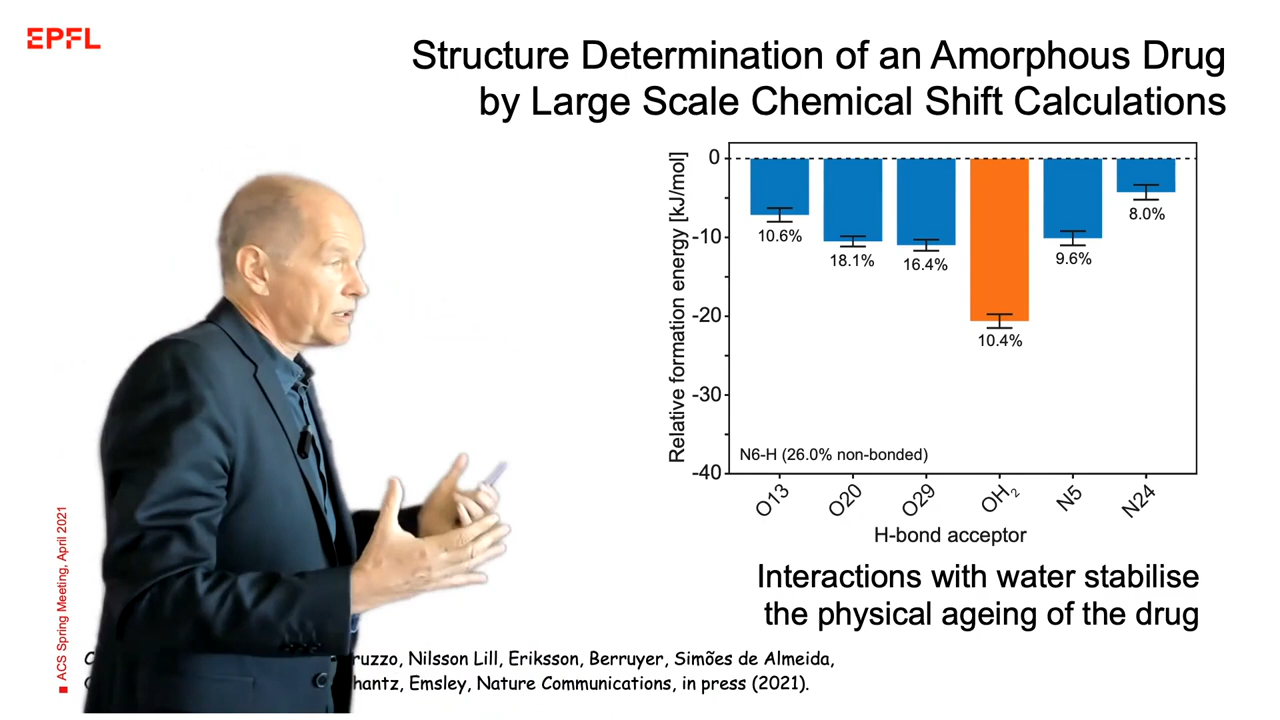 EPFL
Structure Determination of an Amorphous Drug
by Large Scale Chemical Shift Calculations
Relative formation energy [kJ/mol]
0
-10
-20
-30
-40
10.6%
18.1%
16.4%
10.4%
9.6%
8.0%
N6-H (26.0% non-bonded)
O13
O20
O29
OH₂
N5
N24
H-bond acceptor
Interactions with water stabilise
the physical ageing of the drug
ACS Spring Meeting, April 2021
Nilsson Lill, Eriksson, Berruyer, Simões de Almeida,
Emsley, Nature Communications, in press (2021).